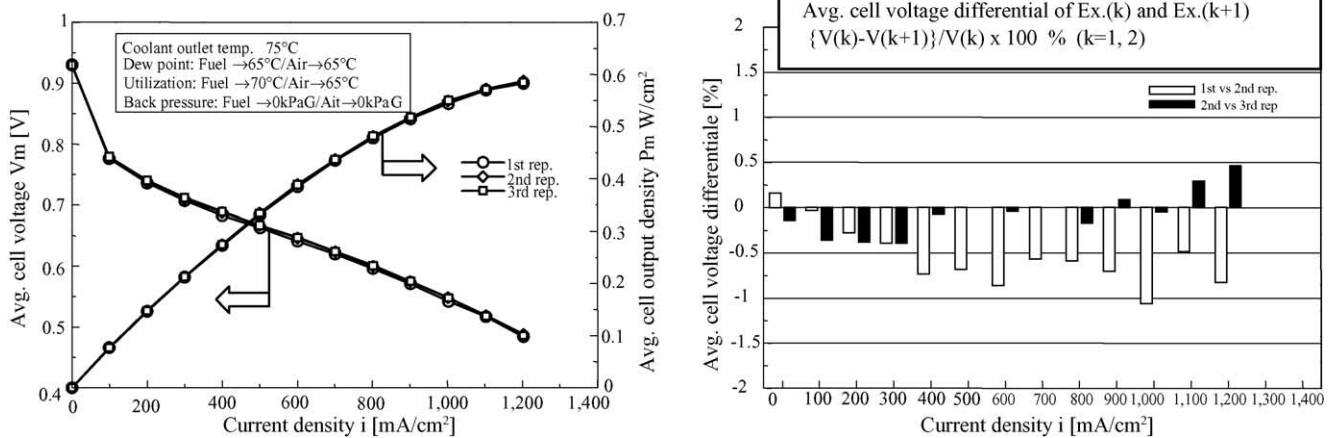 Avg. cell voltage Vm [V]
1
0.9
0.8
0.7
0.6
0.5
0.4
Coolant outlet temp. 75°C
Dew point: Fuel →65°C/Air→65°C
Utilization: Fuel →70°C/Air→65°C
Back pressure: Fuel →0kPaG/Ait→0kPaG
1st rep.
2nd rep.
3rd rep.
0.7
0.6
0.5
0.4
0.3
0.2
0.1
0
Avg. cell output density Pm W/cm²
0 200 400 600 800 1,000 1,200 1,400
Current density i [mA/cm²]
Avg. cell voltage differential of Ex.(k) and Ex.(k+1)
{V(k)-V(k+1)}/V(k) x 100 % (k=1, 2)
1st vs 2nd rep.
2nd vs 3rd rep
Avg. cell voltage differentiale [%]
2
1.5
1
0.5
0
-0.5
-1
-1.5
-2
0 100 200 300 400 500 600 700 800 900 1,000 1,100 1,200 1,300 1,400
Current density i [mA/cm²]